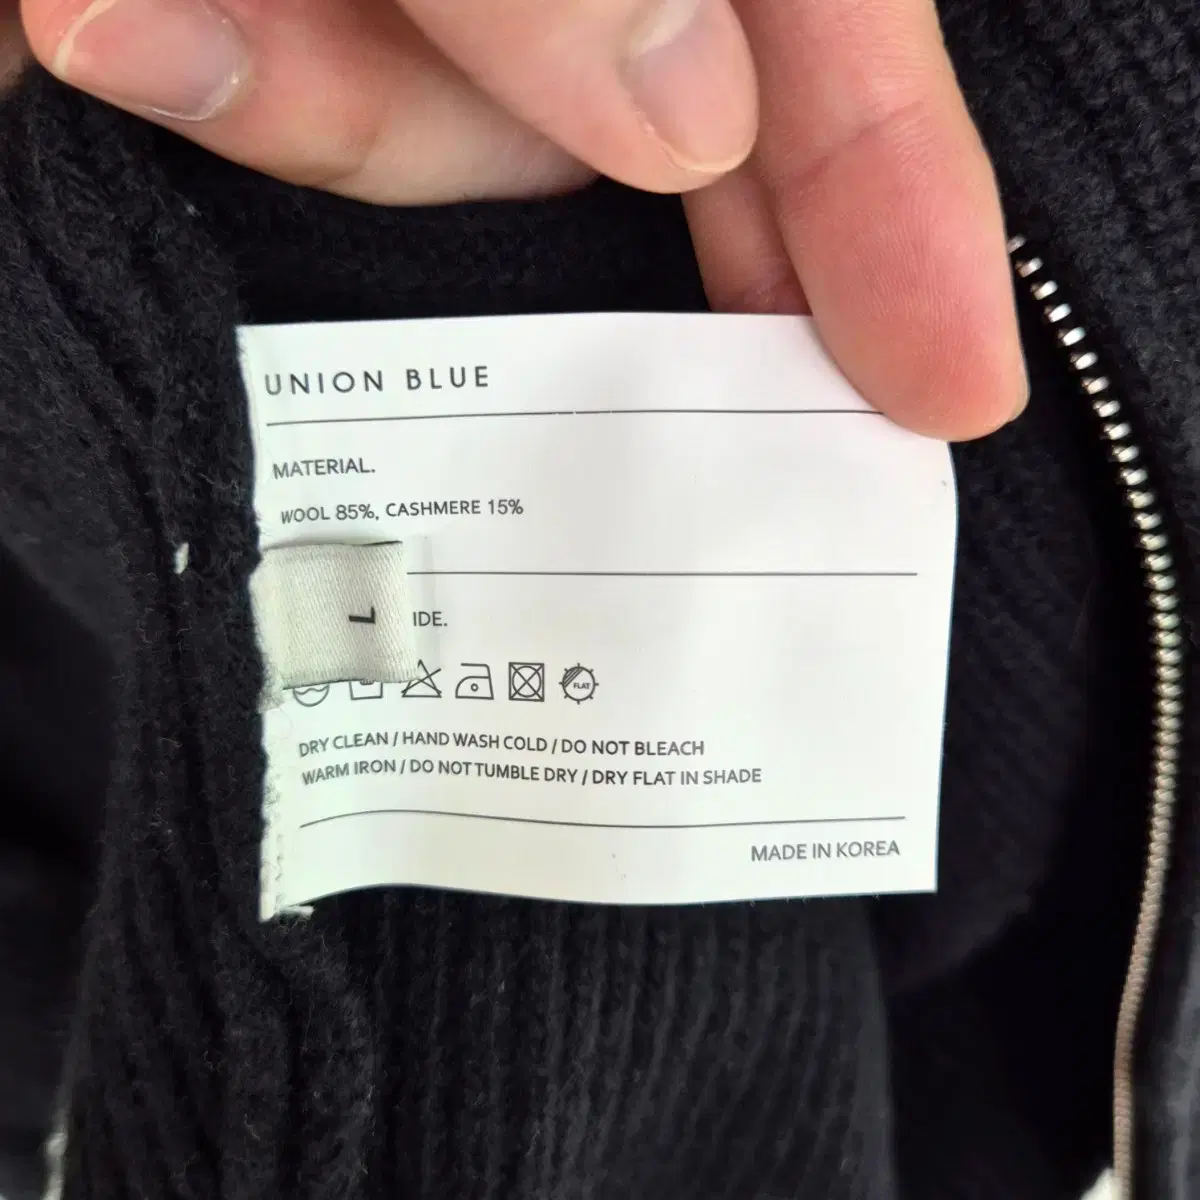 UNION BLUE
MATERIAL.
WOOL 85%, CASHMERE 15%
L
IDE.
FLAT
DRY CLEAN / HAND WASH COLD / DO NOT BLEACH
WARM IRON / DO NOT TUMBLE DRY / DRY FLAT IN SHADE
MADE IN KOREA